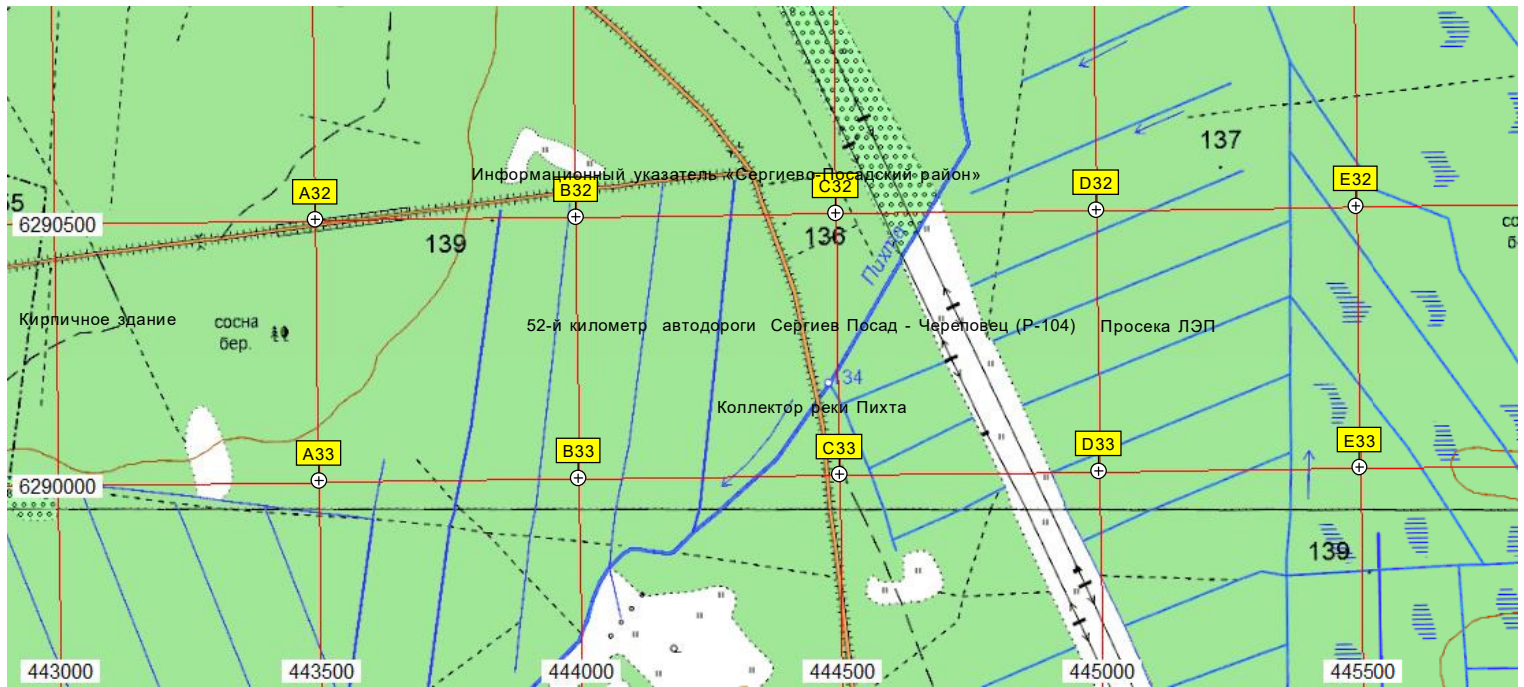 137
Информационный указатель «Сергиево-Посадский район»
A32
B32
C32
D32
E32
6290500
139
136
Пихта
со
б
Кирпичное здание
сосна
бер.
52-й километр автодороги Сергиев Посад - Череповец (Р-104)
Просека ЛЭП
134
Коллектор реки Пихта
A33
B33
C33
D33
E33
6290000
139
443000
443500
444000
444500
445000
445500